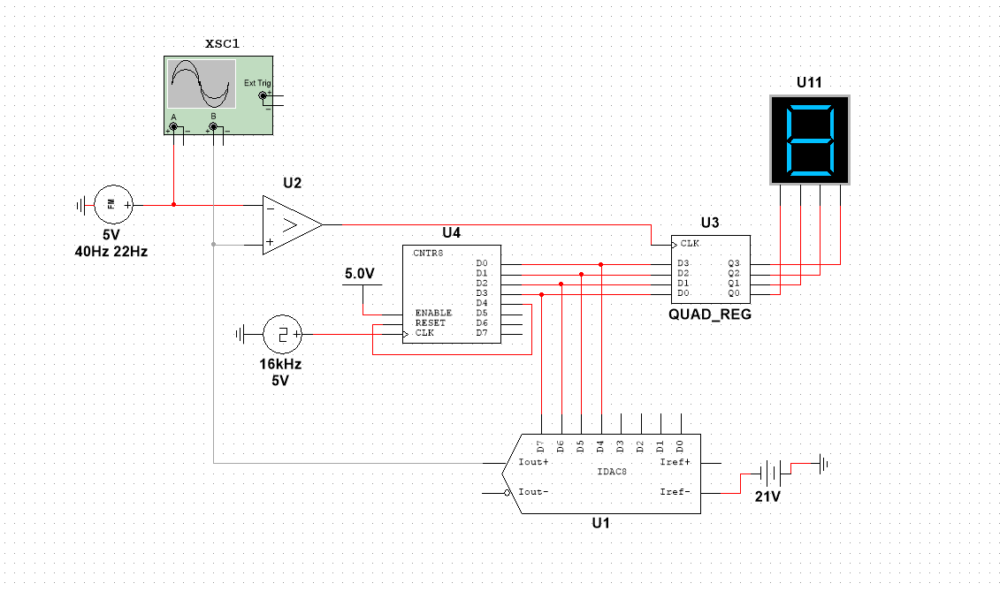 XSC1
Ext Trig
+
−
A
B
+ − + −
U11
U2
FM
+
−
>
+
5V
40Hz 22Hz
U4
CNTR8
5.0V
ENABLE
RESET
CLK
D0
D1
D2
D3
D4
D5
D6
D7
U3
CLK
D3 Q3
D2 Q2
D1 Q1
D0 Q0
QUAD_REG
+
16kHz
5V
D7 D6 D5 D4 D3 D2 D1 D0
Iout+ Iref+
IDAC8
Iout− Iref−
21V
U1